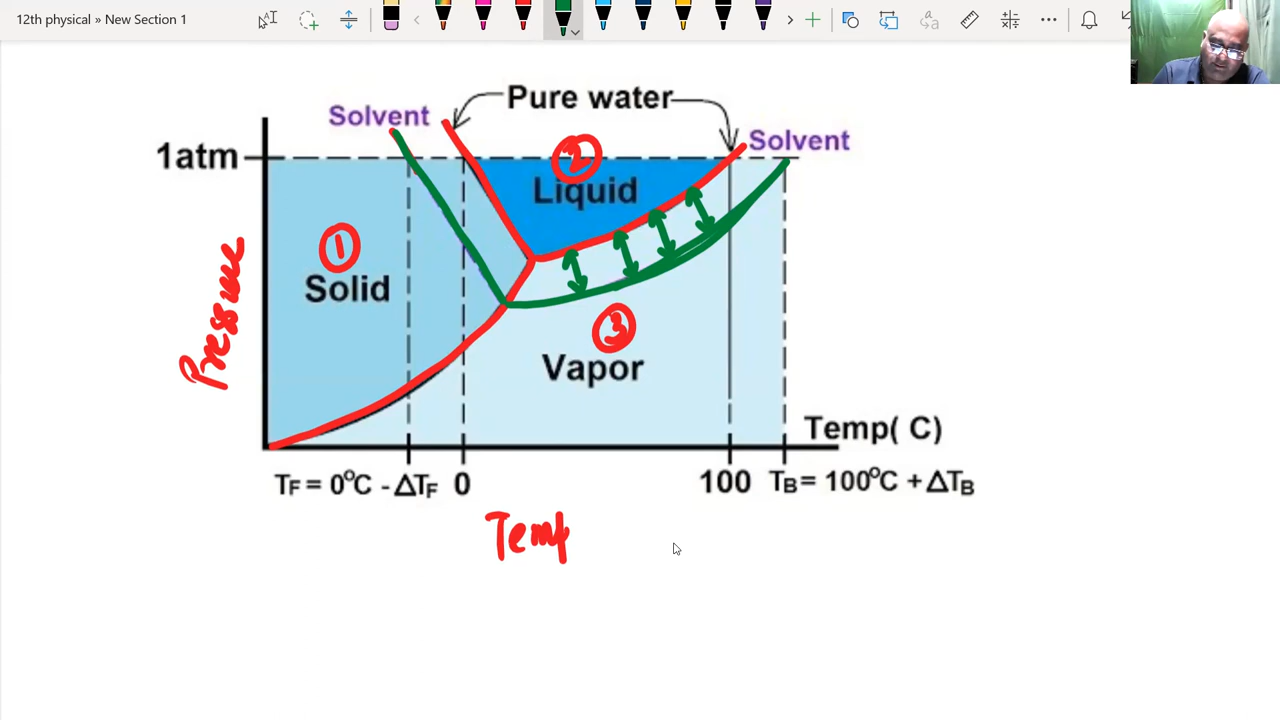 12th physical » New Section 1
Pure water
Solvent
Solvent
1atm
②
Liquid
①
Solid
Pressure
③
Vapor
Temp( C)
TF = 0°C - ΔTF
0
100
TB = 100°C + ΔTB
Temp